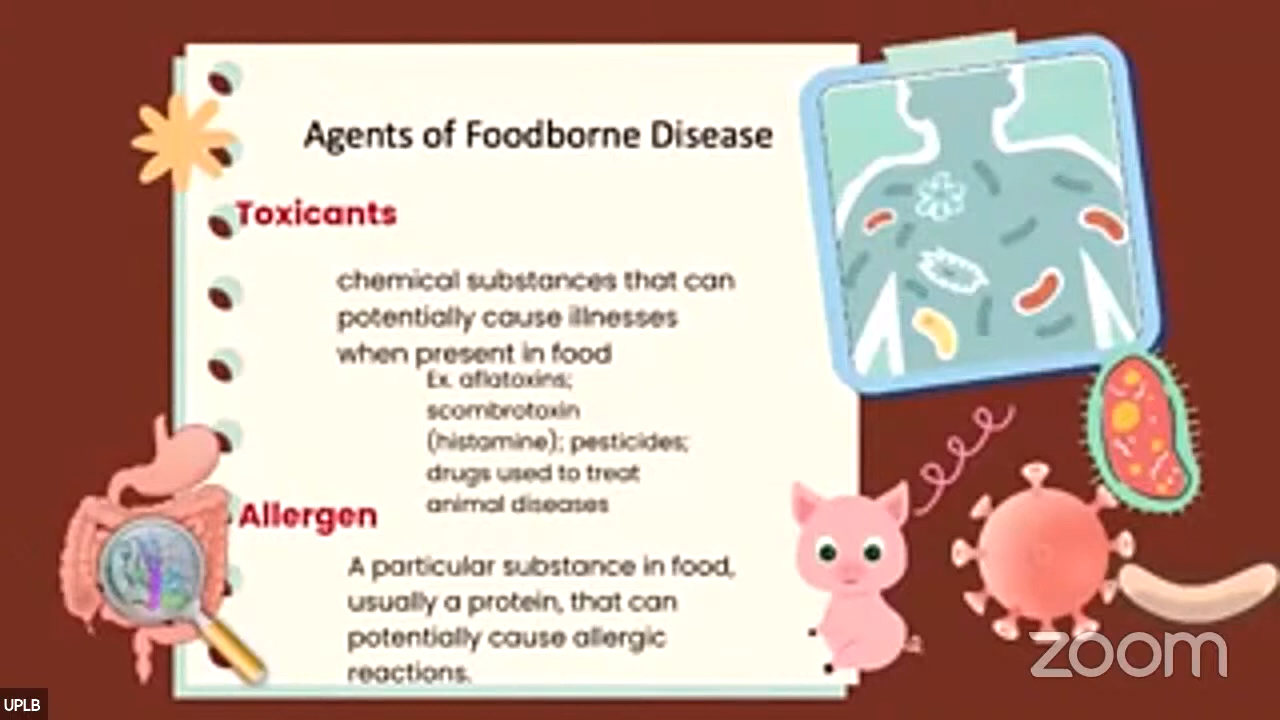 Agents of Foodborne Disease
Toxicants
chemical substances that can
potentially cause illnesses
when present in food
Ex. aflatoxins;
scombrotoxin
(histamine); pesticides;
drugs used to treat
animal diseases
Allergen
A particular substance in food,
usually a protein, that can
potentially cause allergic
reactions.
zoom
UPLB